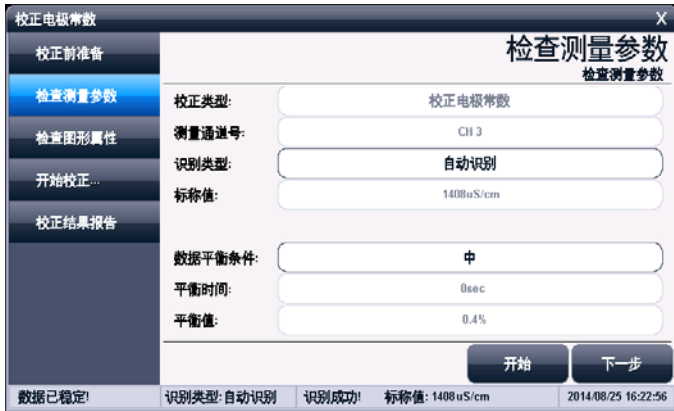 校正电极常数 X
校正前准备
检查测量参数
检查图形属性
开始校正...
校正结果报告
检查测量参数
检查测量参数
校正类型: 校正电极常数
测量通道号: CH 3
识别类型: 自动识别
标称值: 1408uS/cm
数据平衡条件: 中
平衡时间: 0sec
平衡值: 0.4%
开始 下一步
数据已稳定! 识别类型:自动识别 识别成功! 标称值: 1408uS/cm 2014/08/25 16:22:56